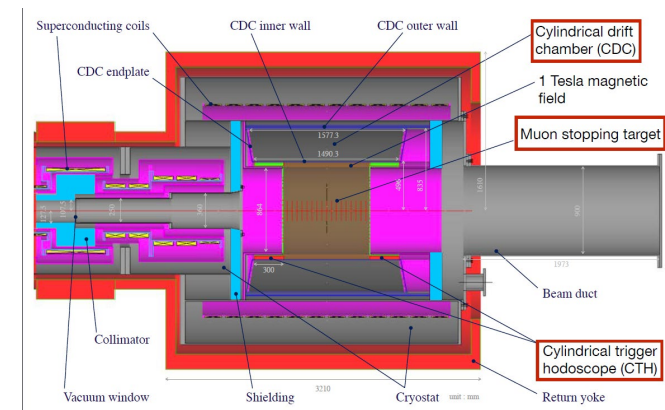 Superconducting coils
CDC inner wall
CDC outer wall
Cylindrical drift
chamber (CDC)
CDC endplate
1 Tesla magnetic
field
Muon stopping target
1577.3
1490.3
496
835
1610
864
300
900
1973
Beam duct
Collimator
Cylindrical trigger
hodoscope (CTH)
Vacuum window
Shielding
Cryostat
3210
unit : mm
Return yoke